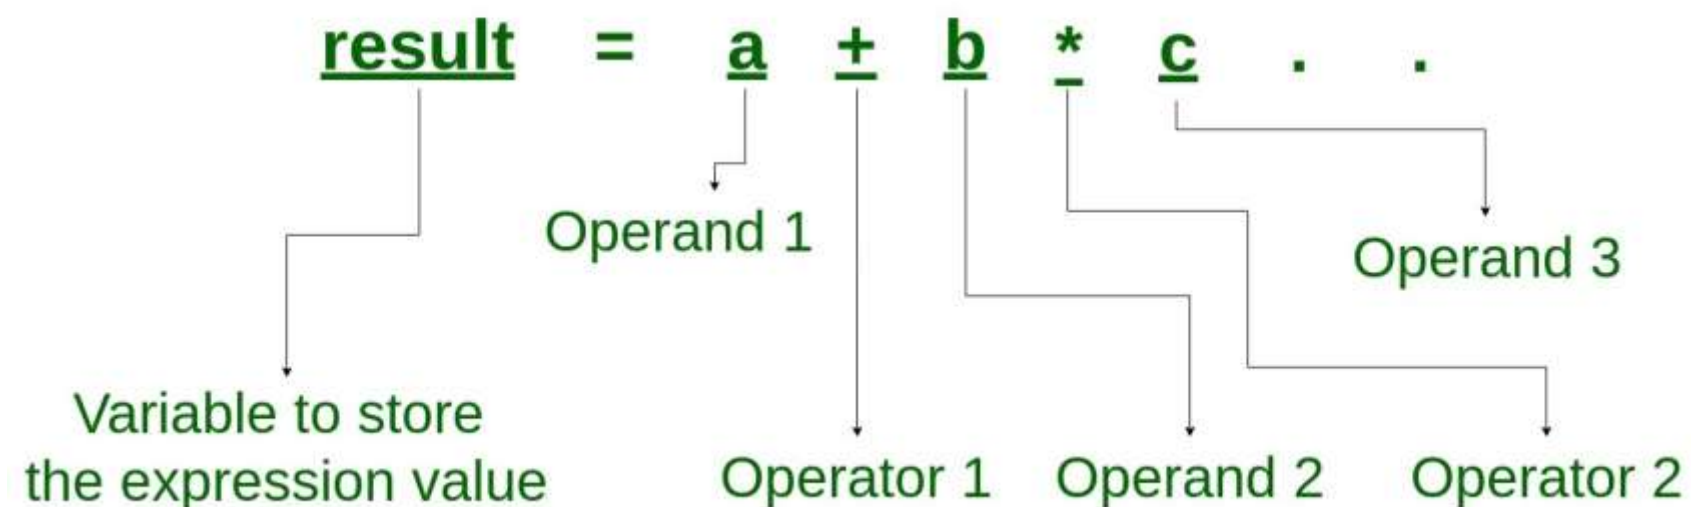 result = a + b * c . .
Operand 1
Operand 3
Variable to store
the expression value
Operator 1
Operand 2
Operator 2